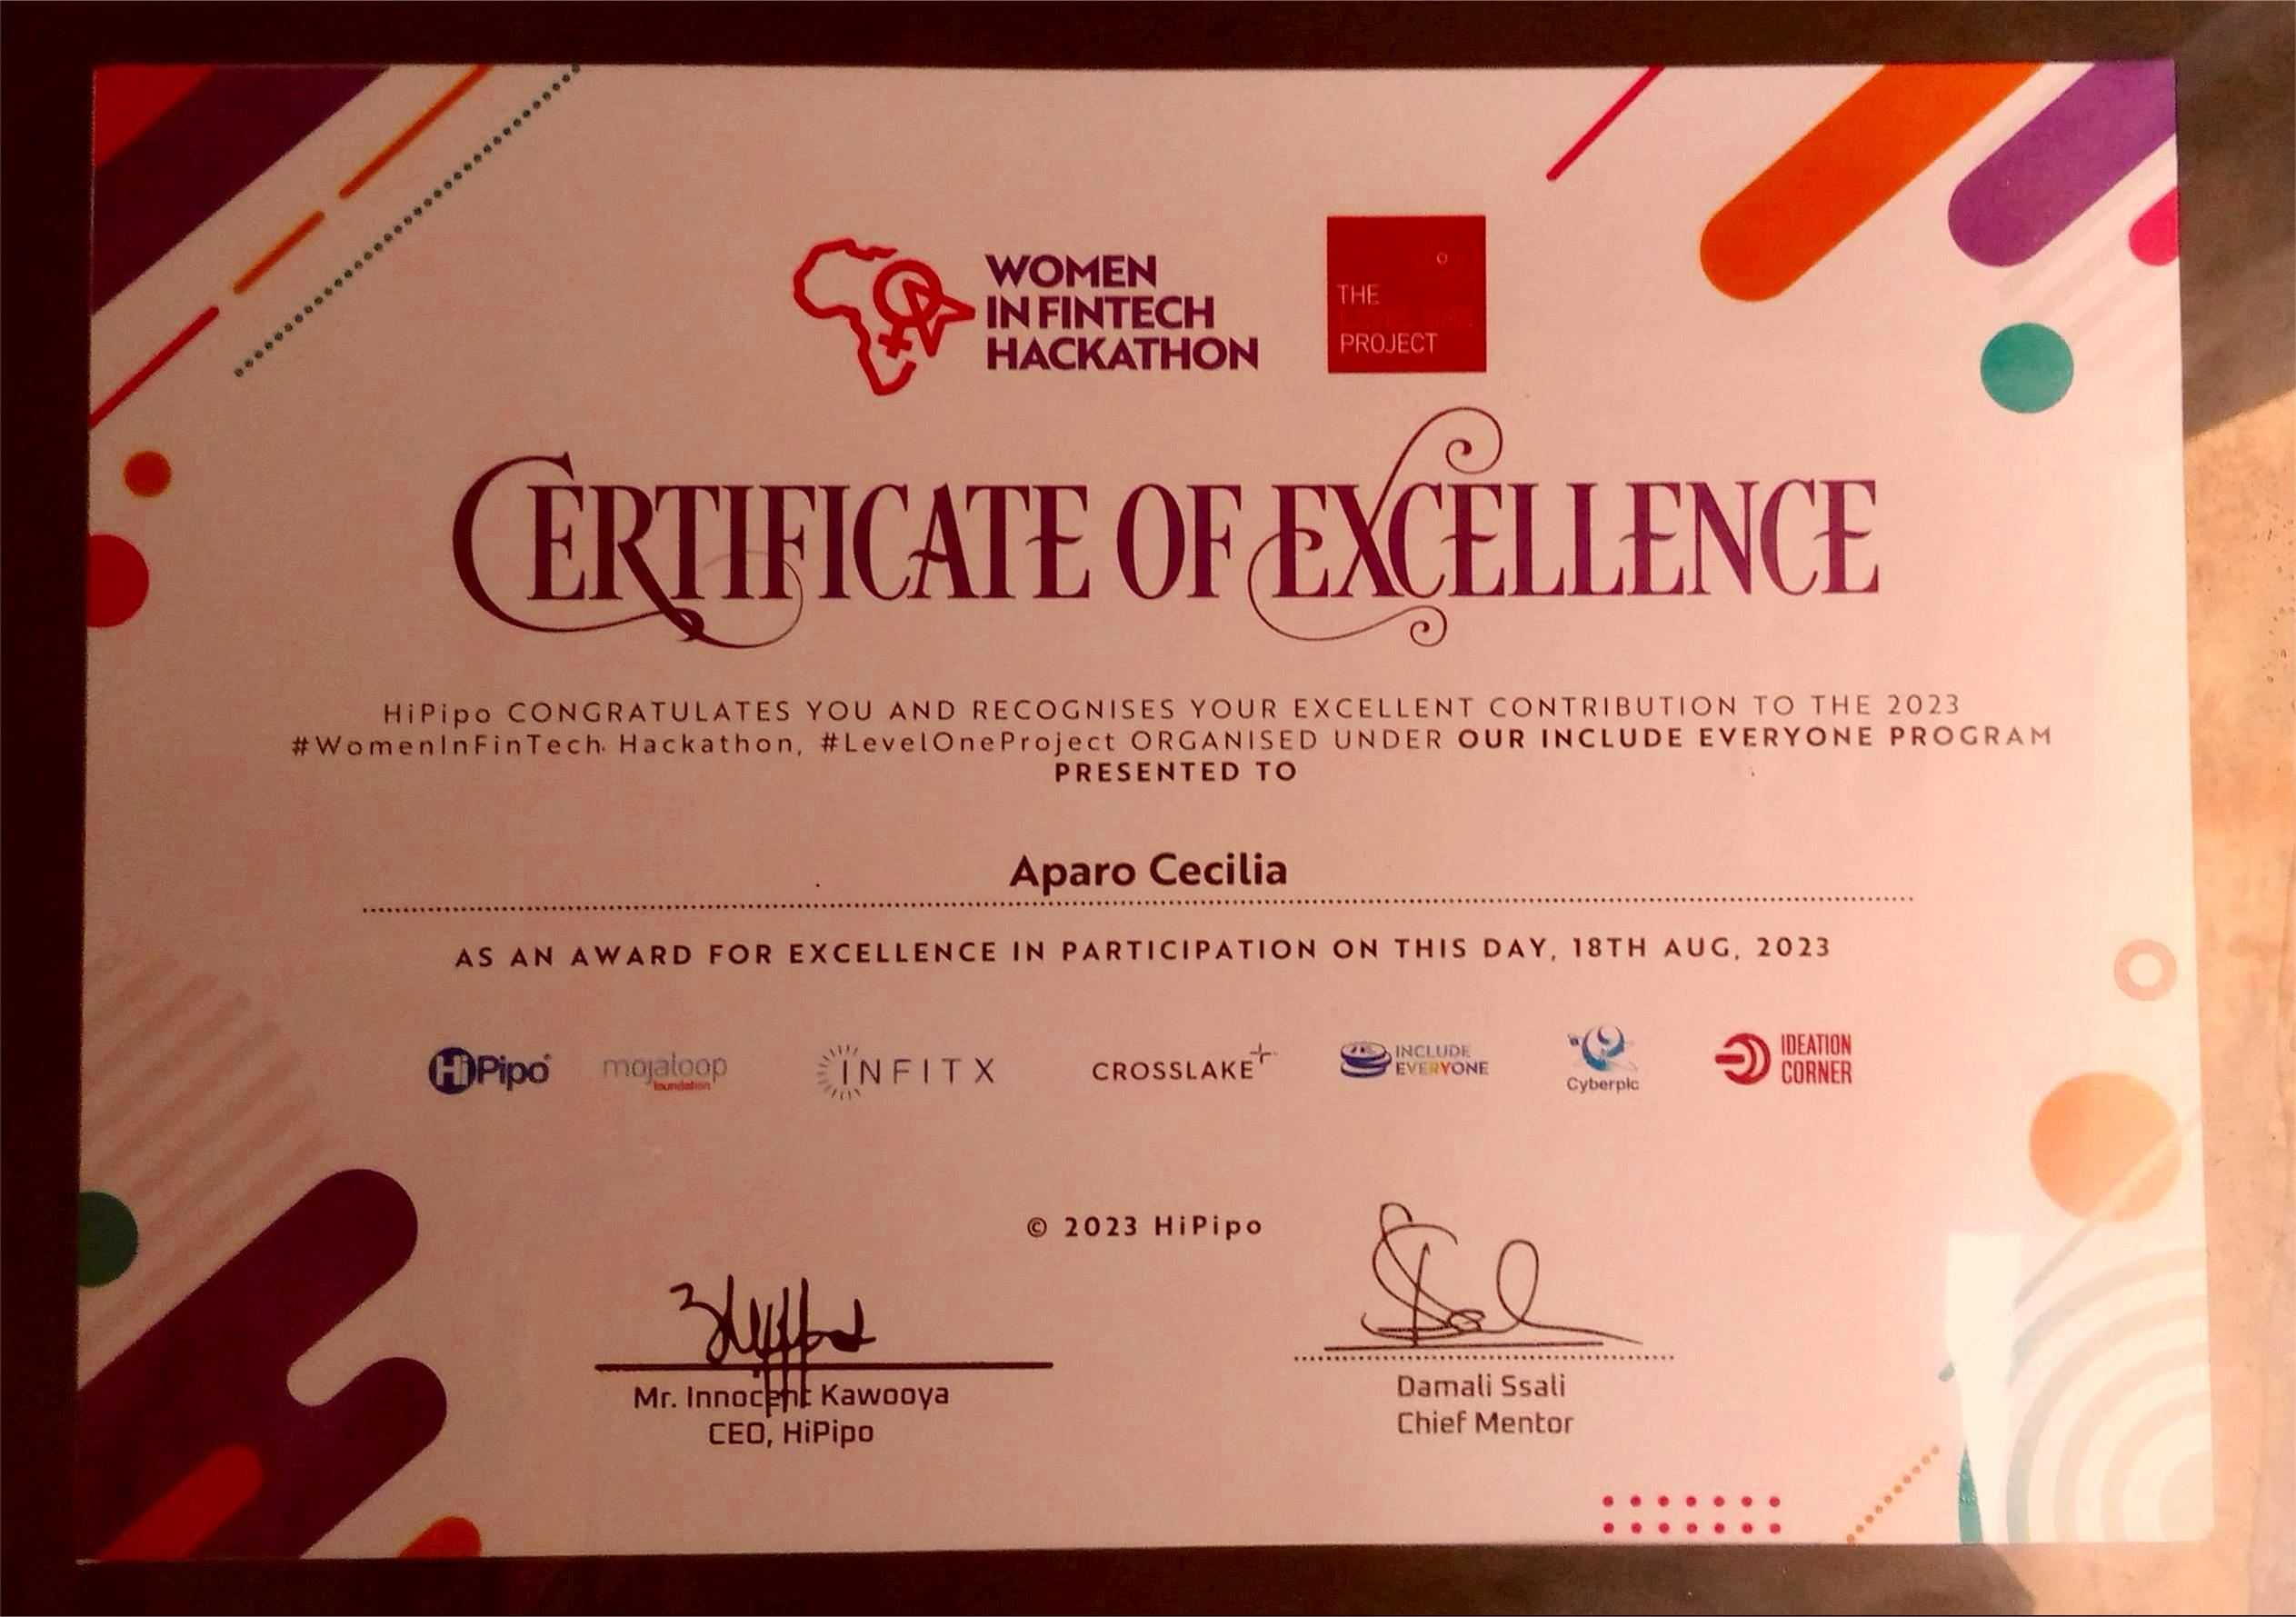 WOMEN
IN FINTECH
HACKATHON
THE
PROJECT
CERTIFICATE OF EXCELLENCE
HiPipo CONGRATULATES YOU AND RECOGNISES YOUR EXCELLENT CONTRIBUTION TO THE 2023
#WomenInFinTech Hackathon, #LevelOneProject ORGANISED UNDER OUR INCLUDE EVERYONE PROGRAM
PRESENTED TO
Aparo Cecilia
AS AN AWARD FOR EXCELLENCE IN PARTICIPATION ON THIS DAY, 18TH AUG, 2023
HiPipo
mojaloop
foundation
INFITX
CROSSLAKE
INCLUDE
EVERYONE
Cyberplc
IDEATION
CORNER
© 2023 HiPipo
Mr. Innocent Kawooya
CEO, HiPipo
Damali Ssali
Chief Mentor